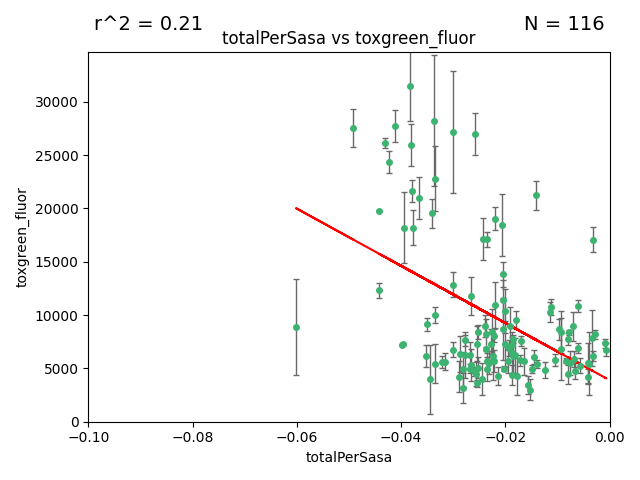 r^2 = 0.21
N = 116
totalPerSasa vs toxgreen_fluor
toxgreen_fluor
30000
25000
20000
15000
10000
5000
0
−0.10
−0.08
−0.06
−0.04
−0.02
0.00
totalPerSasa